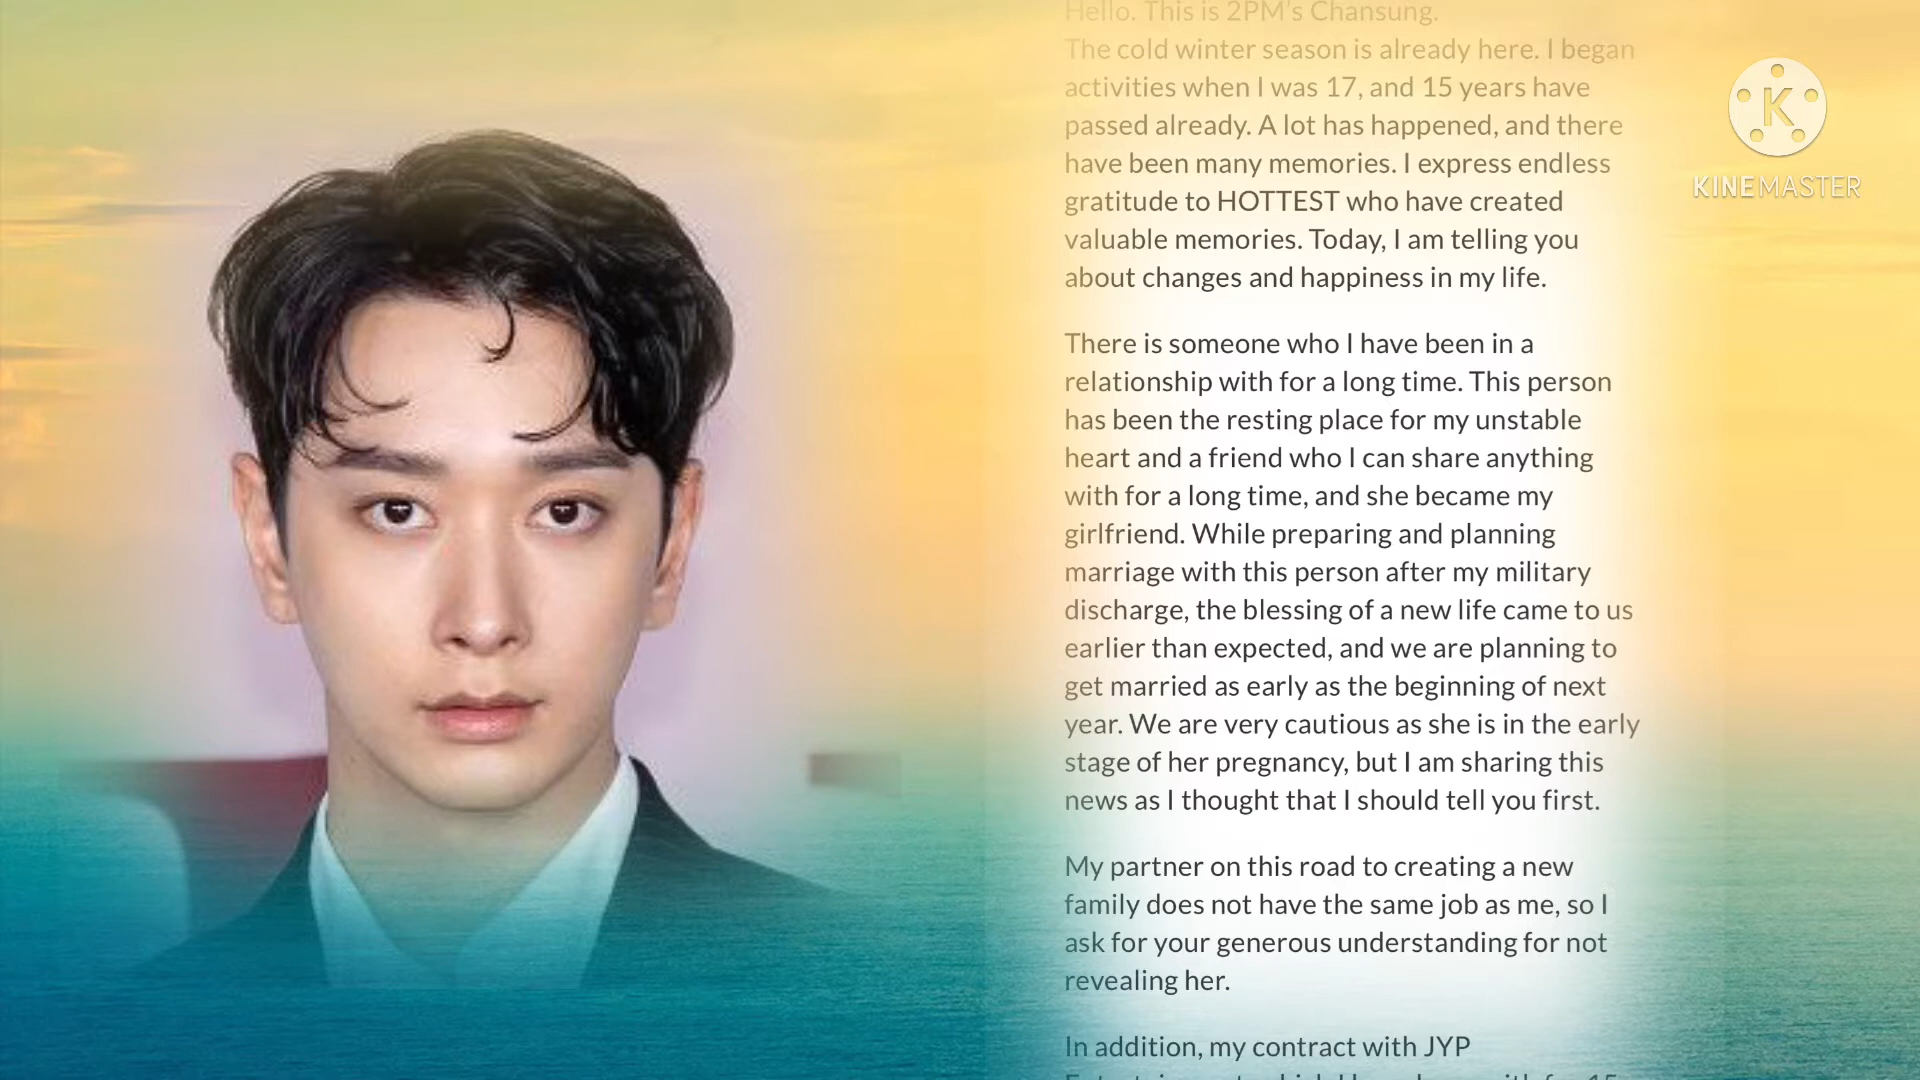 Hello. This is 2PM's Chansung.
The cold winter season is already here. I began
activities when I was 17, and 15 years have
passed already. A lot has happened, and there
have been many memories. I express endless
gratitude to HOTTEST who have created
valuable memories. Today, I am telling you
about changes and happiness in my life.
There is someone who I have been in a
relationship with for a long time. This person
has been the resting place for my unstable
heart and a friend who I can share anything
with for a long time, and she became my
girlfriend. While preparing and planning
marriage with this person after my military
discharge, the blessing of a new life came to us
earlier than expected, and we are planning to
get married as early as the beginning of next
year. We are very cautious as she is in the early
stage of her pregnancy, but I am sharing this
news as I thought that I should tell you first.
My partner on this road to creating a new
family does not have the same job as me, so I
ask for your generous understanding for not
revealing her.
In addition, my contract with JYP
K
KINEMASTER